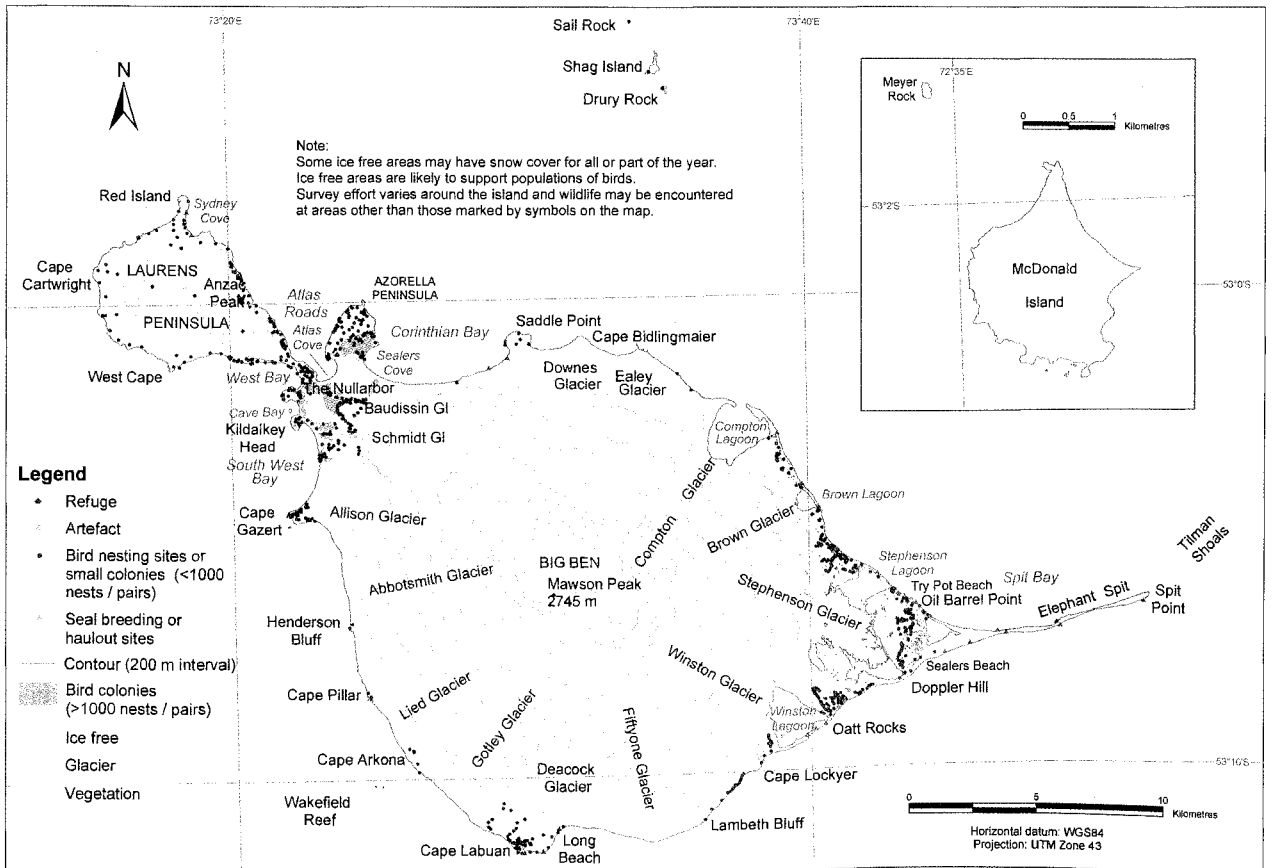 73°20'E
73°40'E
Sail Rock
Shag Island
Drury Rock
N
72°35'E
Meyer
Rock
0 0.5 1
Kilometres
53°2'S
McDonald
Island
Note:
Some ice free areas may have snow cover for all or part of the year.
Ice free areas are likely to support populations of birds.
Survey effort varies around the island and wildlife may be encountered
at areas other than those marked by symbols on the map.
Red Island
Sydney
Cove
Cape
Cartwright
LAURENS
PENINSULA
Anzac
Peak
Atlas
Roads
Atlas
Cove
AZORELLA
PENINSULA
Corinthian Bay
Sealers
Cove
Saddle Point
Cape Bidlingmaier
Downes
Glacier
Ealey
Glacier
53°0'S
West Cape
West Bay
The Nullarbor
Baudissin Gl
Cave Bay
Kildalkey
Head
Schmidt Gl
South West
Bay
Compton
Lagoon
Compton Glacier
Brown Lagoon
Brown Glacier
Cape
Gazert
Allison Glacier
Abbotsmith Glacier
BIG BEN
Mawson Peak
2745 m
Stephenson
Lagoon
Stephenson Glacier
Try Pot Beach
Oil Barrel Point
Spit Bay
Tilman
Shoals
Elephant Spit
Spit
Point
Henderson
Bluff
Sealers Beach
Doppler Hill
Winston Glacier
Winston
Lagoon
Oatt Rocks
Cape Pillar
Lied Glacier
Gotley Glacier
Fiftyone Glacier
Cape Arkona
Deacock
Glacier
Cape Lockyer
53°16'S
Wakefield
Reef
Lambeth Bluff
Cape Labuan
Long
Beach
Legend
Refuge
Artefact
Bird nesting sites or
small colonies (<1000
nests / pairs)
Seal breeding or
haulout sites
Contour (200 m interval)
Bird colonies
(>1000 nests / pairs)
Ice free
Glacier
Vegetation
0 5 10
Kilometres
Horizontal datum: WGS84
Projection: UTM Zone 43
73°20'E
73°40'E